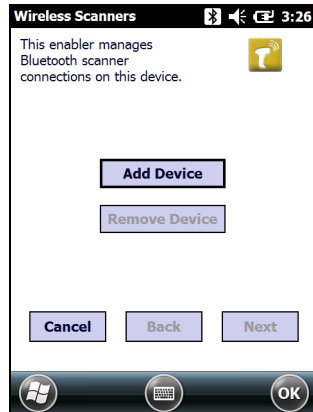 Wireless Scanners 3:26
This enabler manages
Bluetooth scanner
connections on this device.
Add Device
Remove Device
Cancel Back Next
OK